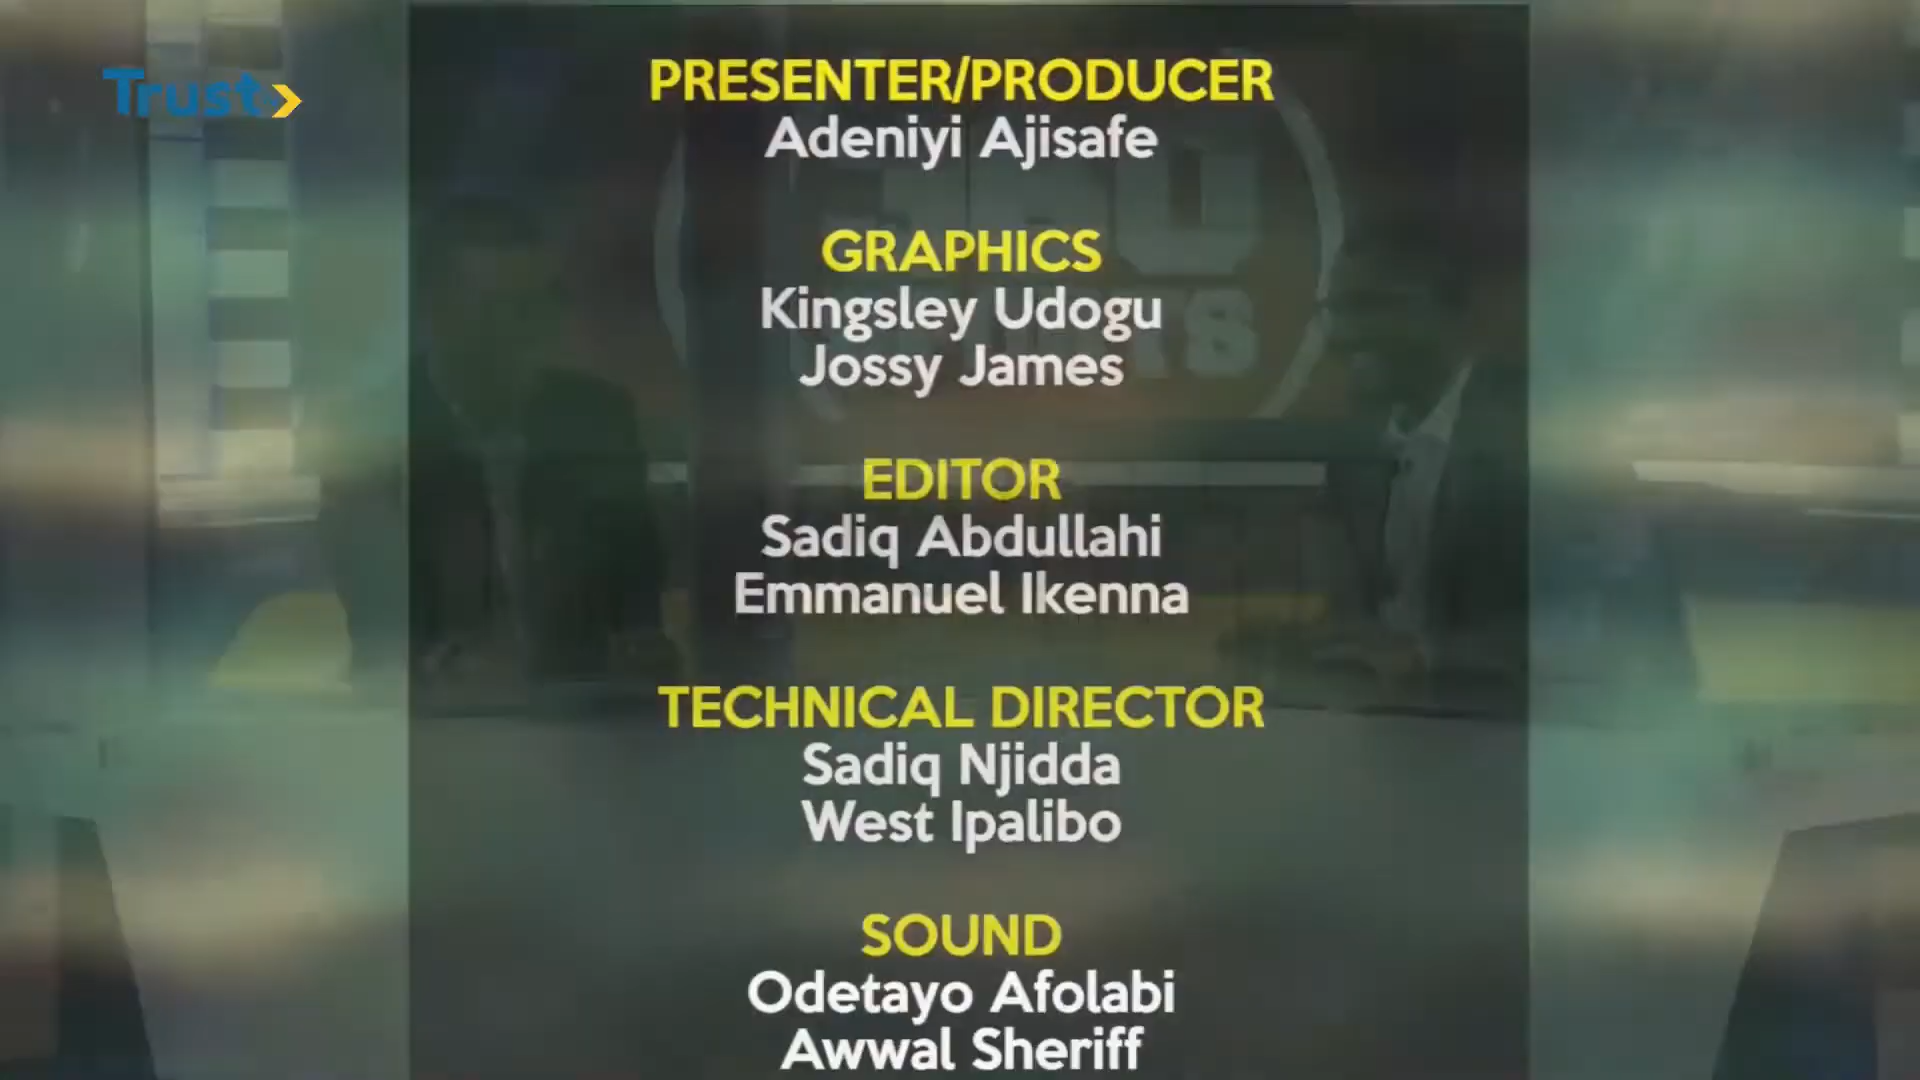 Trust
PRESENTER/PRODUCER
Adeniyi Ajisafe
GRAPHICS
Kingsley Udogu
Jossy James
EDITOR
Sadiq Abdullahi
Emmanuel Ikenna
TECHNICAL DIRECTOR
Sadiq Njidda
West Ipalibo
SOUND
Odetayo Afolabi
Awwal Sheriff